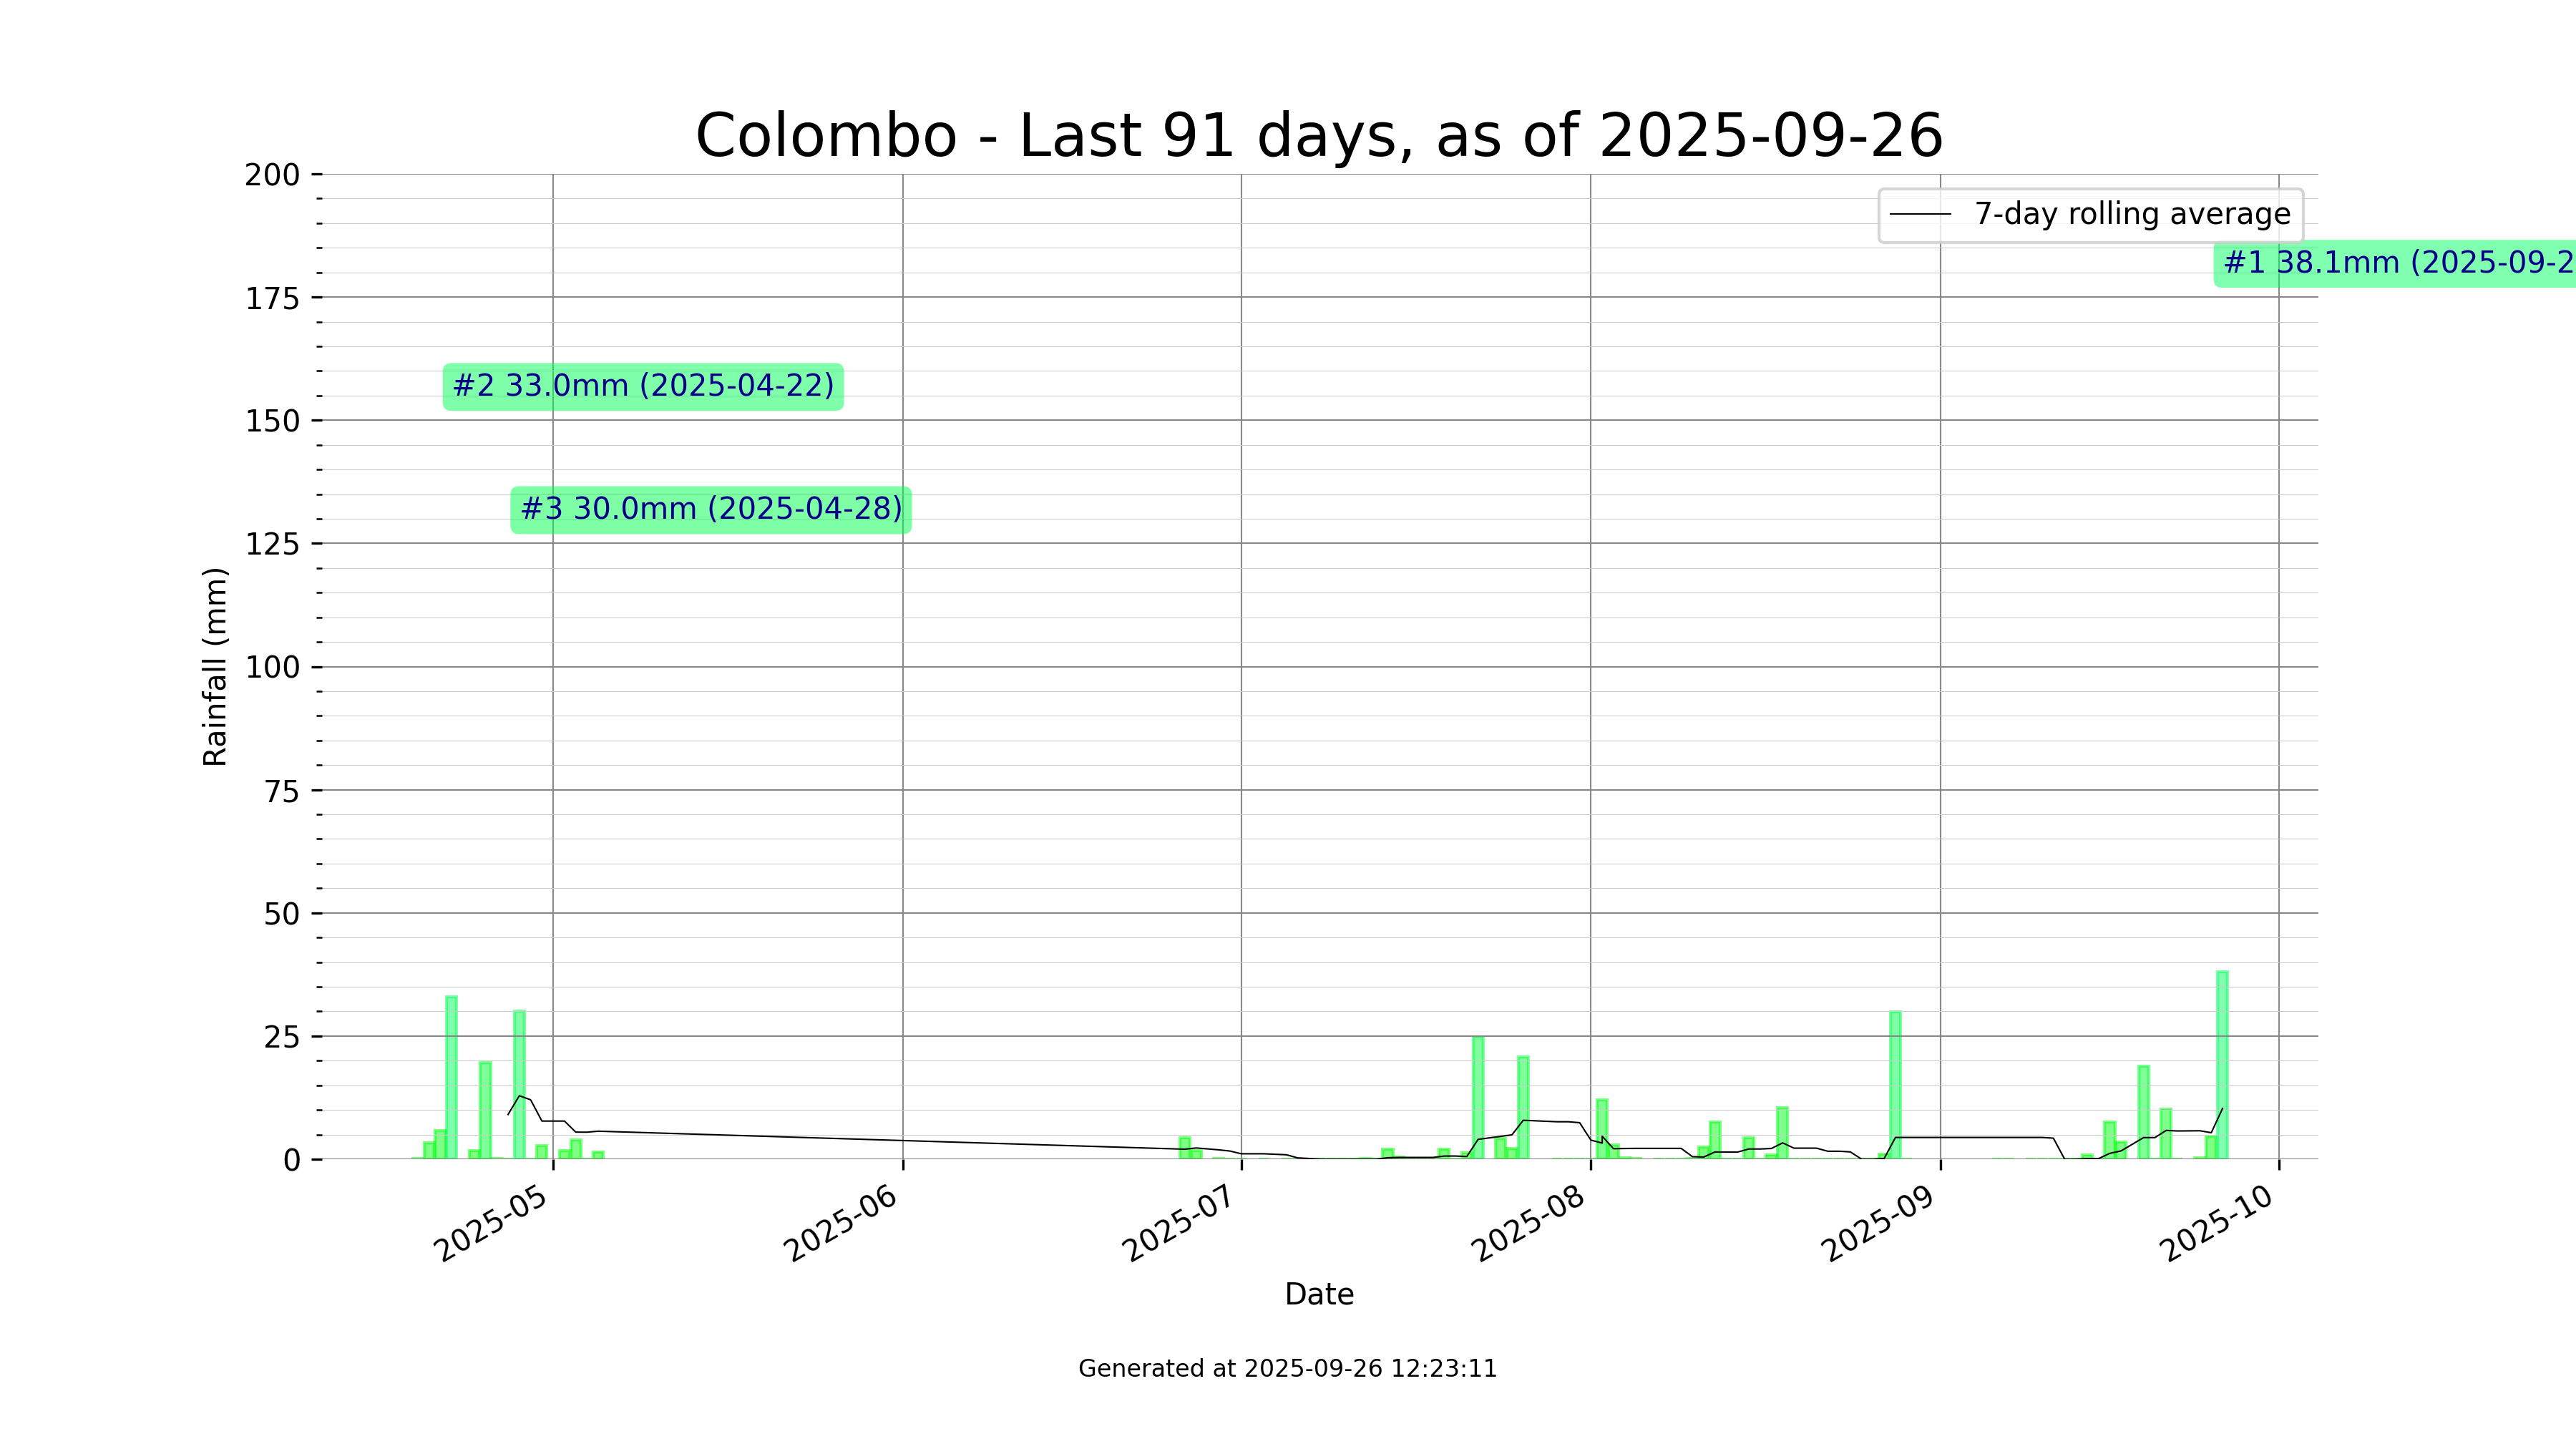 Colombo - Last 91 days, as of 2025-09-26
200
175
150
125
100
75
50
25
0
Rainfall (mm)
7-day rolling average
#1 38.1mm (2025-09-2
#2 33.0mm (2025-04-22)
#3 30.0mm (2025-04-28)
2025-05
2025-06
2025-07
2025-08
2025-09
2025-10
Date
Generated at 2025-09-26 12:23:11